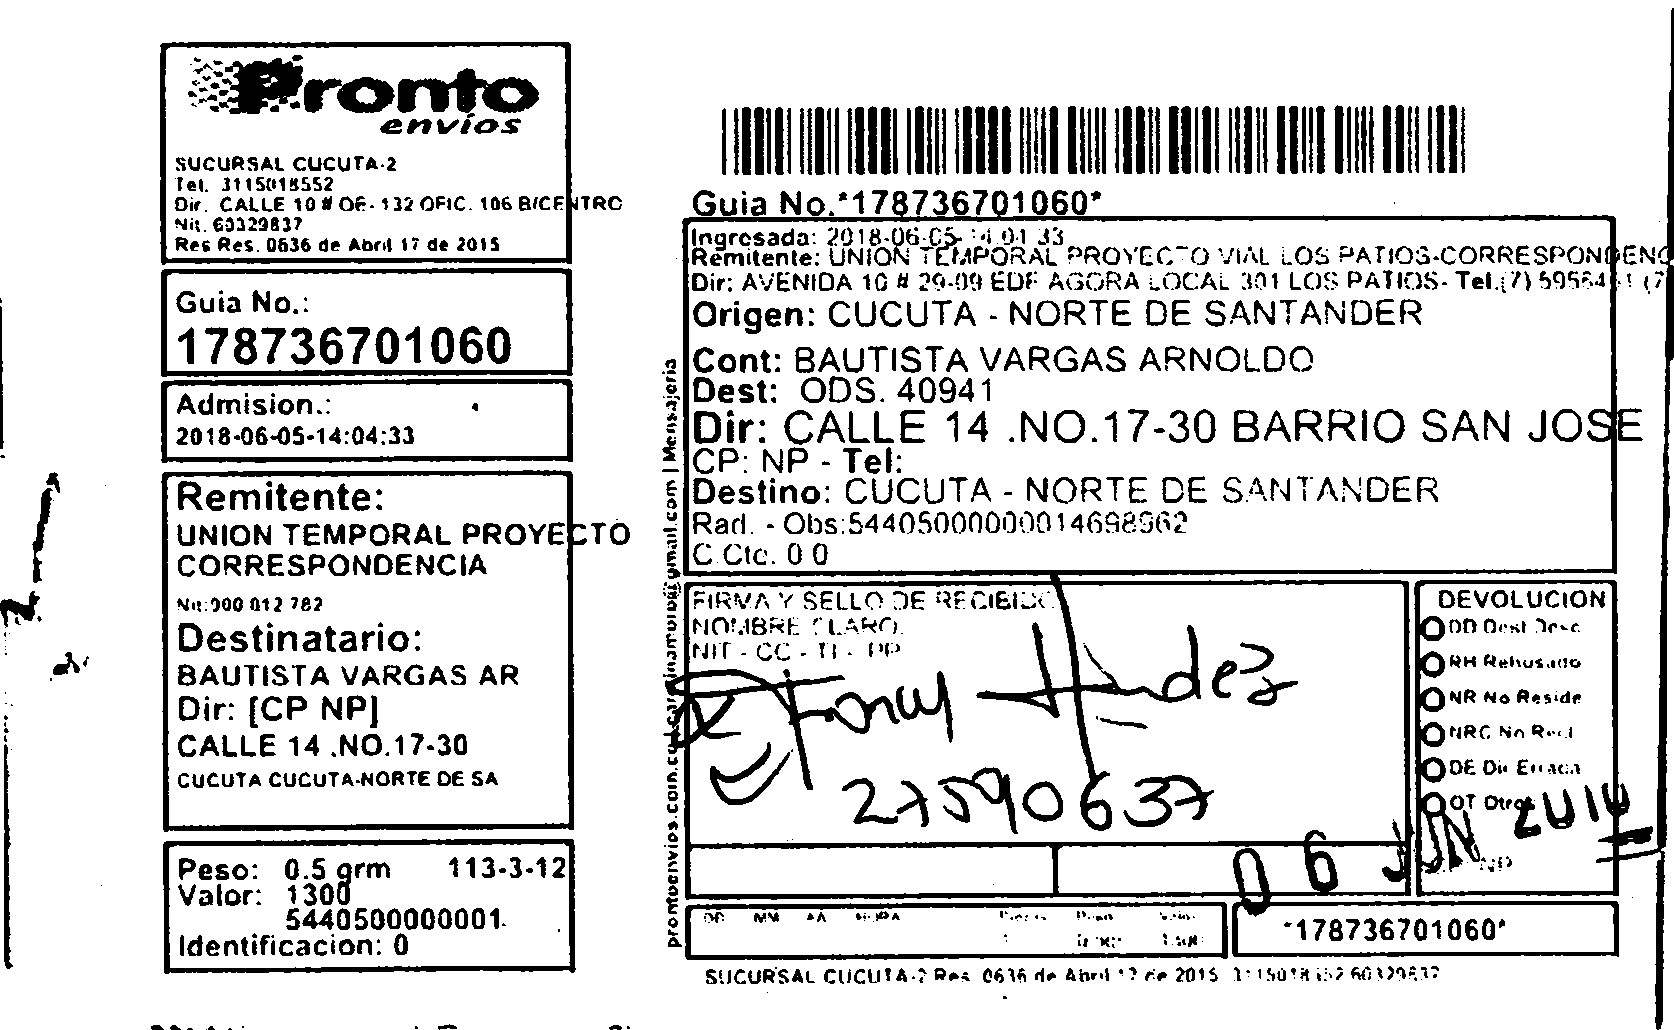 Pronto
envíos
SUCURSAL CUCUTA-2
Tel. 3115018552
Dir. CALLE 10 # OE-132 OFIC. 106 B/CENTRO
Nit. 60329837
Res Res. 0636 de Abril 17 de 2015
Guia No.:
178736701060
Admision.:
2018-06-05-14:04:33
Remitente:
UNION TEMPORAL PROYECTO
CORRESPONDENCIA
Nit:900 012 782
Destinatario:
BAUTISTA VARGAS AR
Dir: [CP NP]
CALLE 14 .NO.17-30
CUCUTA CUCUTA-NORTE DE SA
Peso: 0.5 grm 113-3-12
Valor: 1300
5440500000001.
Identificacion: 0
Guia No.*178736701060*
Ingresada: 2018-06-05-14:04:33
Remitente: UNION TEMPORAL PROYECTO VIAL LOS PATIOS-CORRESPONDENC
Dir: AVENIDA 10 # 29-09 EDF AGORA LOCAL 301 LOS PATIOS- Tel.(7)
Origen: CUCUTA - NORTE DE SANTANDER
Cont: BAUTISTA VARGAS ARNOLDO
Dest: ODS. 40941
Dir: CALLE 14 .NO.17-30 BARRIO SAN JOSE
CP: NP - Tel:
Destino: CUCUTA - NORTE DE SANTANDER
Rad. - Obs:54405000000014698962
C.Ctc. 0 0
FIRMA Y SELLO DE RECIBIDO
NOMBRE CLARO.
NIT - CC - TI - PP
27590637
DEVOLUCION
DD Dest Desc
RH Rehusado
NR No Reside
NRC No Recl
DE Dir Errada
OT Otros
06 JUN
NP
DD MM AA HORA
*178736701060*
SUCURSAL CUCUTA-2 Res. 0636 de Abril 17 de 2015 3115018552 60329837